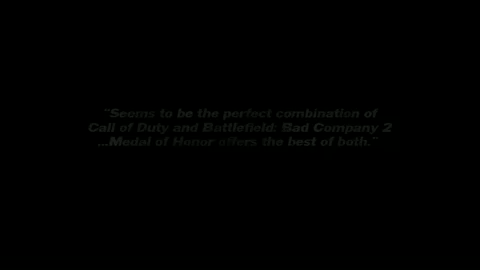 "Seems to be the perfect combination of
Call of Duty and Battlefield: Bad Company 2
...Medal of Honor offers the best of both."